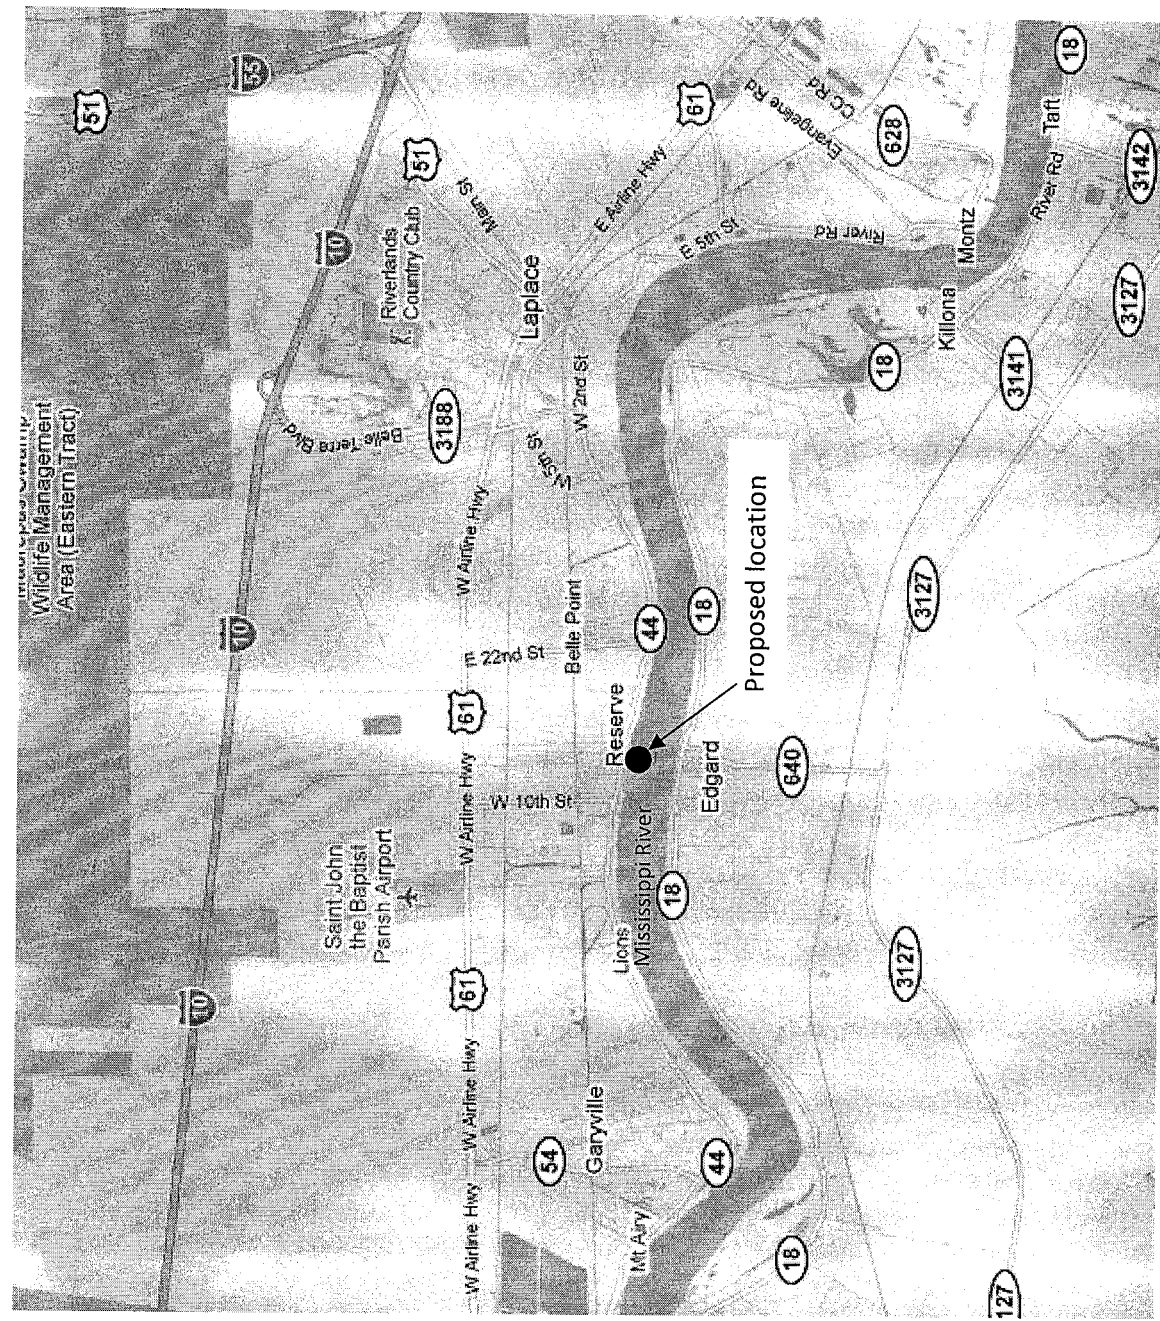 Wildlife Management
Area (Eastern Tract)
51
10
10
55
10
Saint John
the Baptist
Parish Airport
Belle Terre Blvd
Riverlands
Country Club
51
3188
Main St
W Airline Hwy
W Airline Hwy
61
W Airline Hwy
61
W Airline Hwy
E 22nd St
W 10th St
Laplace
W 5th St
W 2nd St
54
Garyville
Belle Point
E Airline Hwy
61
Evangeline Rd
CC Rd
Mt Airy
Lions
Reserve
44
44
Mississippi River
18
18
E 5th St
River Rd
628
Edgard
Proposed location
18
640
18
Killona
Montz
3127
3127
127
3141
River Rd
Taft
18
3127
3142